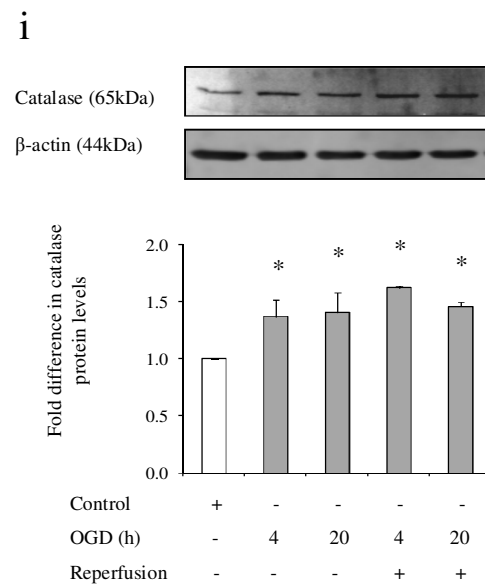 i
Catalase (65kDa)
β-actin (44kDa)
Fold difference in catalase
protein levels
2.0
1.5
1.0
0.5
0.0
* * * *
Control + - - - -
OGD (h) - 4 20 4 20
Reperfusion - - - + +